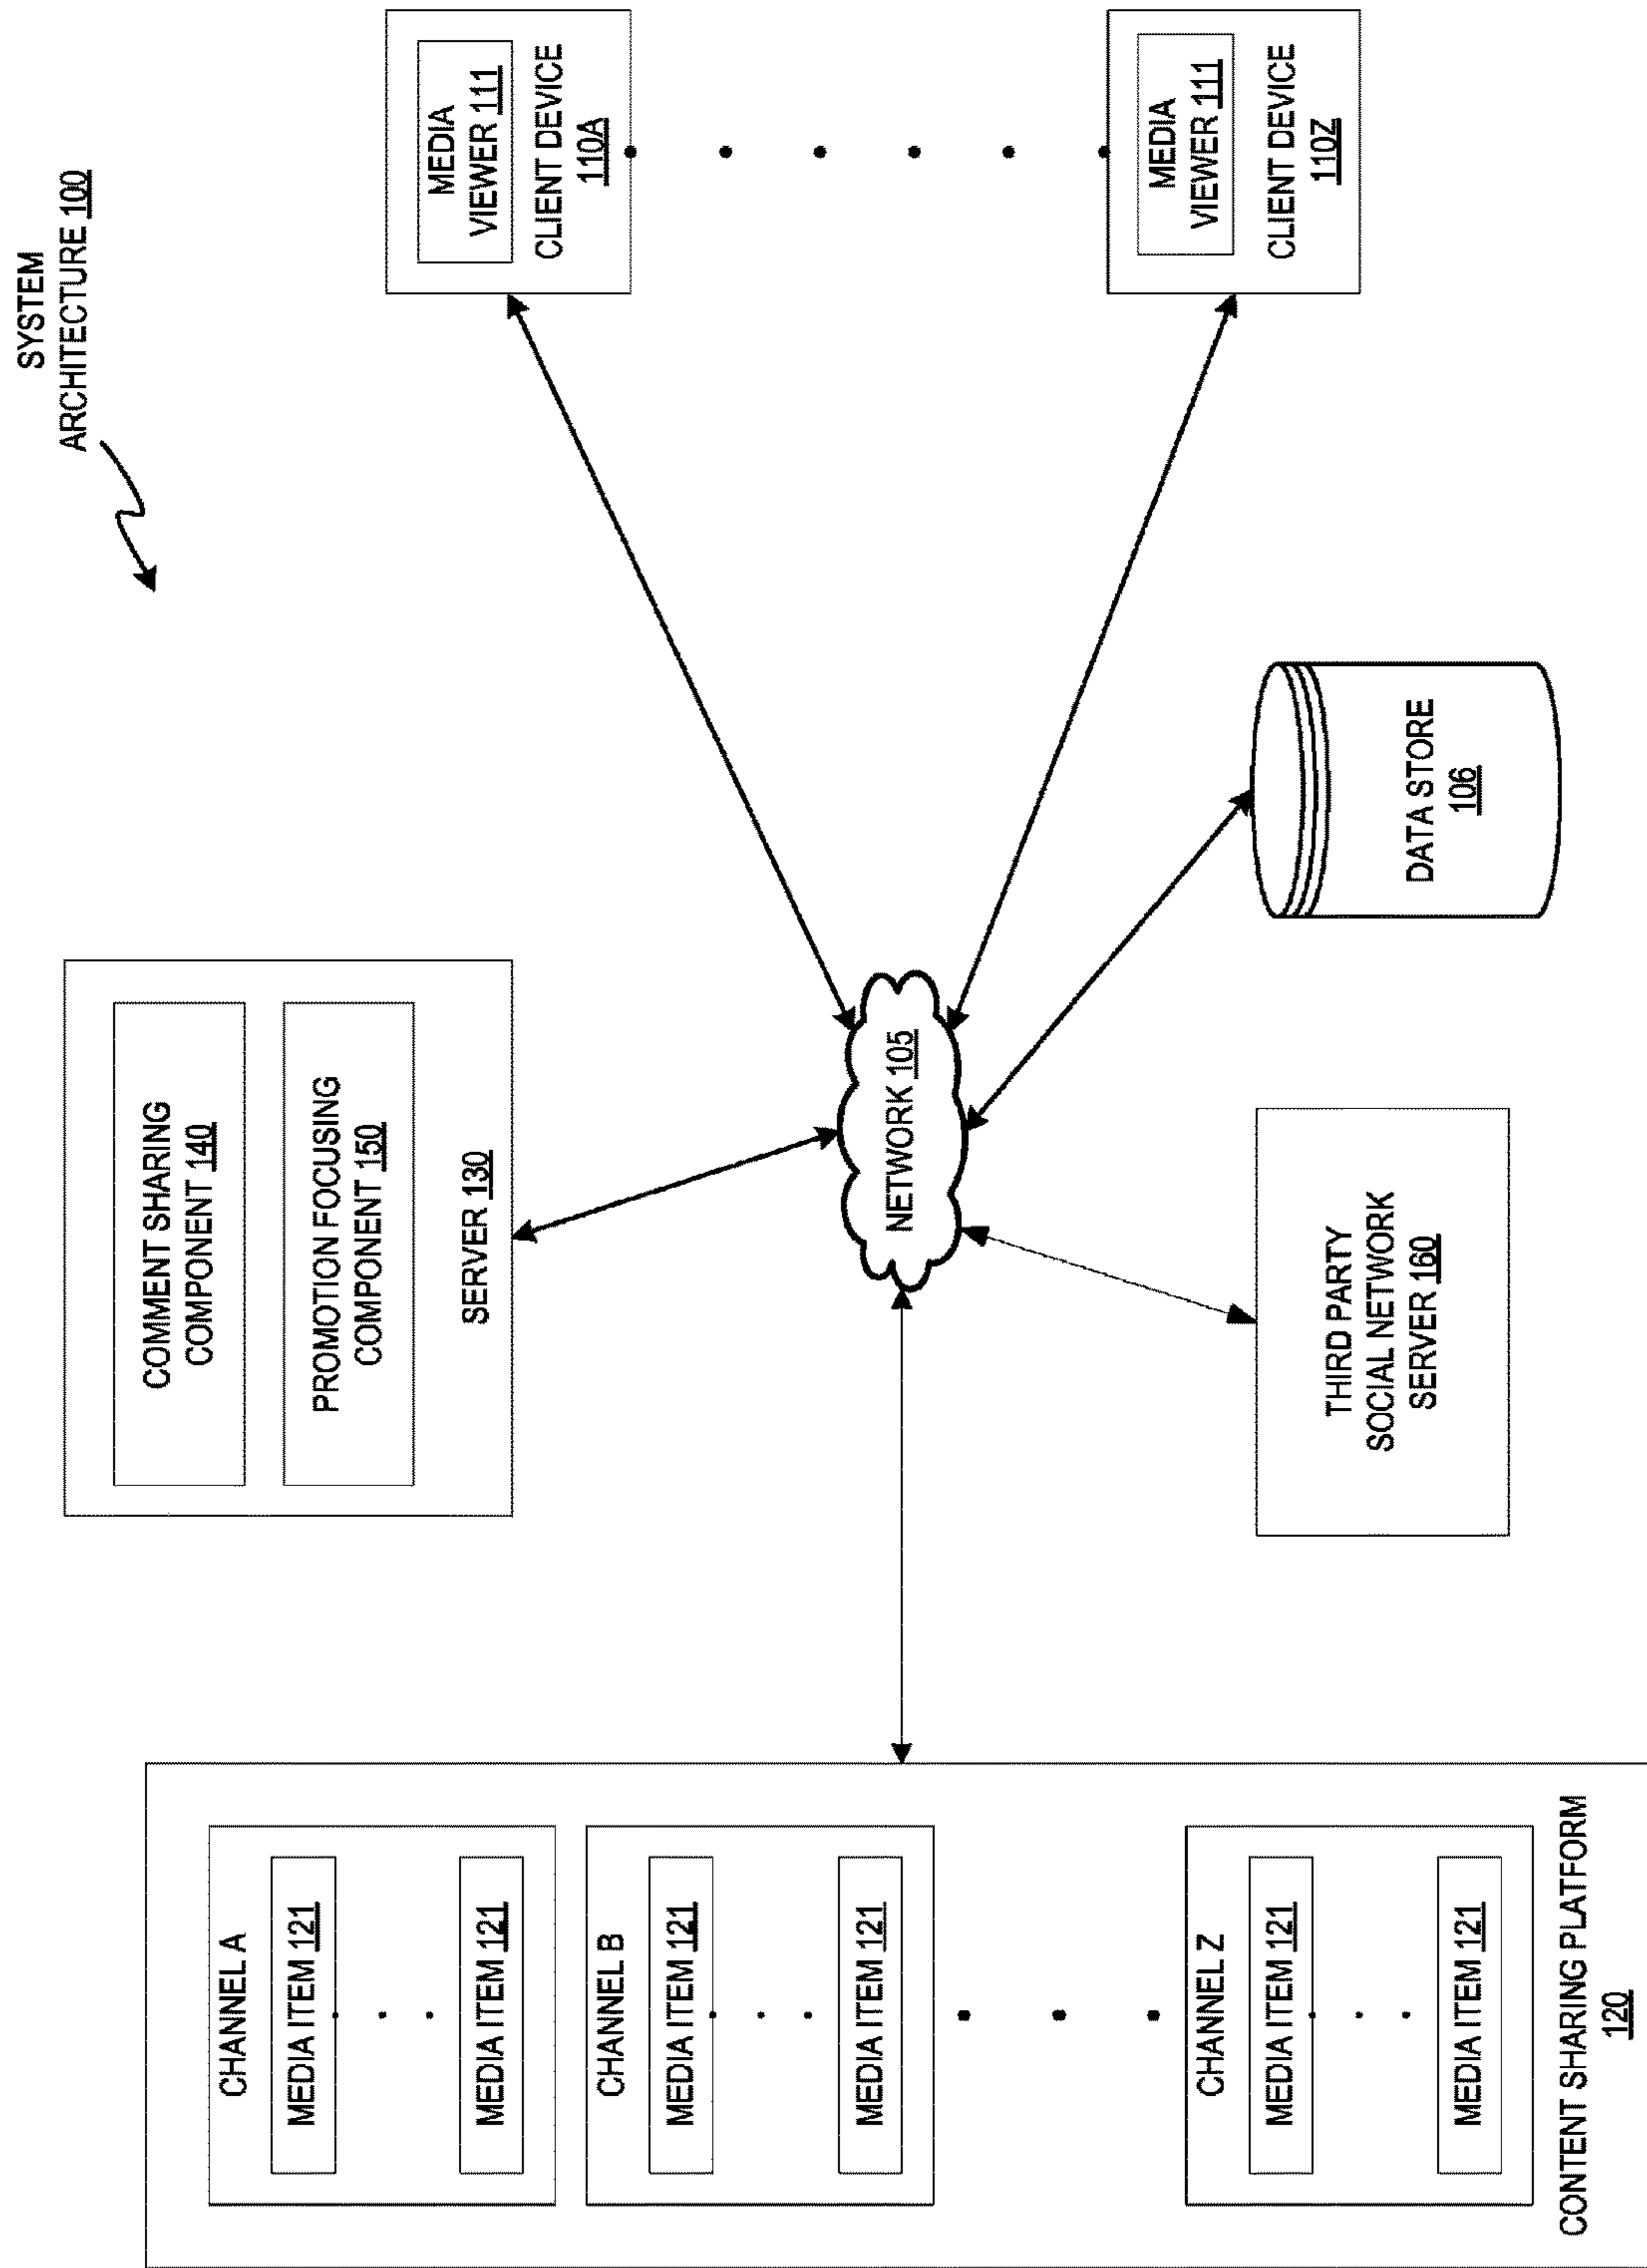 SYSTEM
ARCHITECTURE 100
CHANNEL A
MEDIA ITEM 121
MEDIA ITEM 121
CHANNEL B
MEDIA ITEM 121
MEDIA ITEM 121
CHANNEL Z
MEDIA ITEM 121
MEDIA ITEM 121
CONTENT SHARING PLATFORM
120
COMMENT SHARING
COMPONENT 140
PROMOTION FOCUSING
COMPONENT 150
SERVER 130
NETWORK 105
THIRD PARTY
SOCIAL NETWORK
SERVER 160
DATA STORE
106
MEDIA
VIEWER 111
CLIENT DEVICE
110A
MEDIA
VIEWER 111
CLIENT DEVICE
110Z